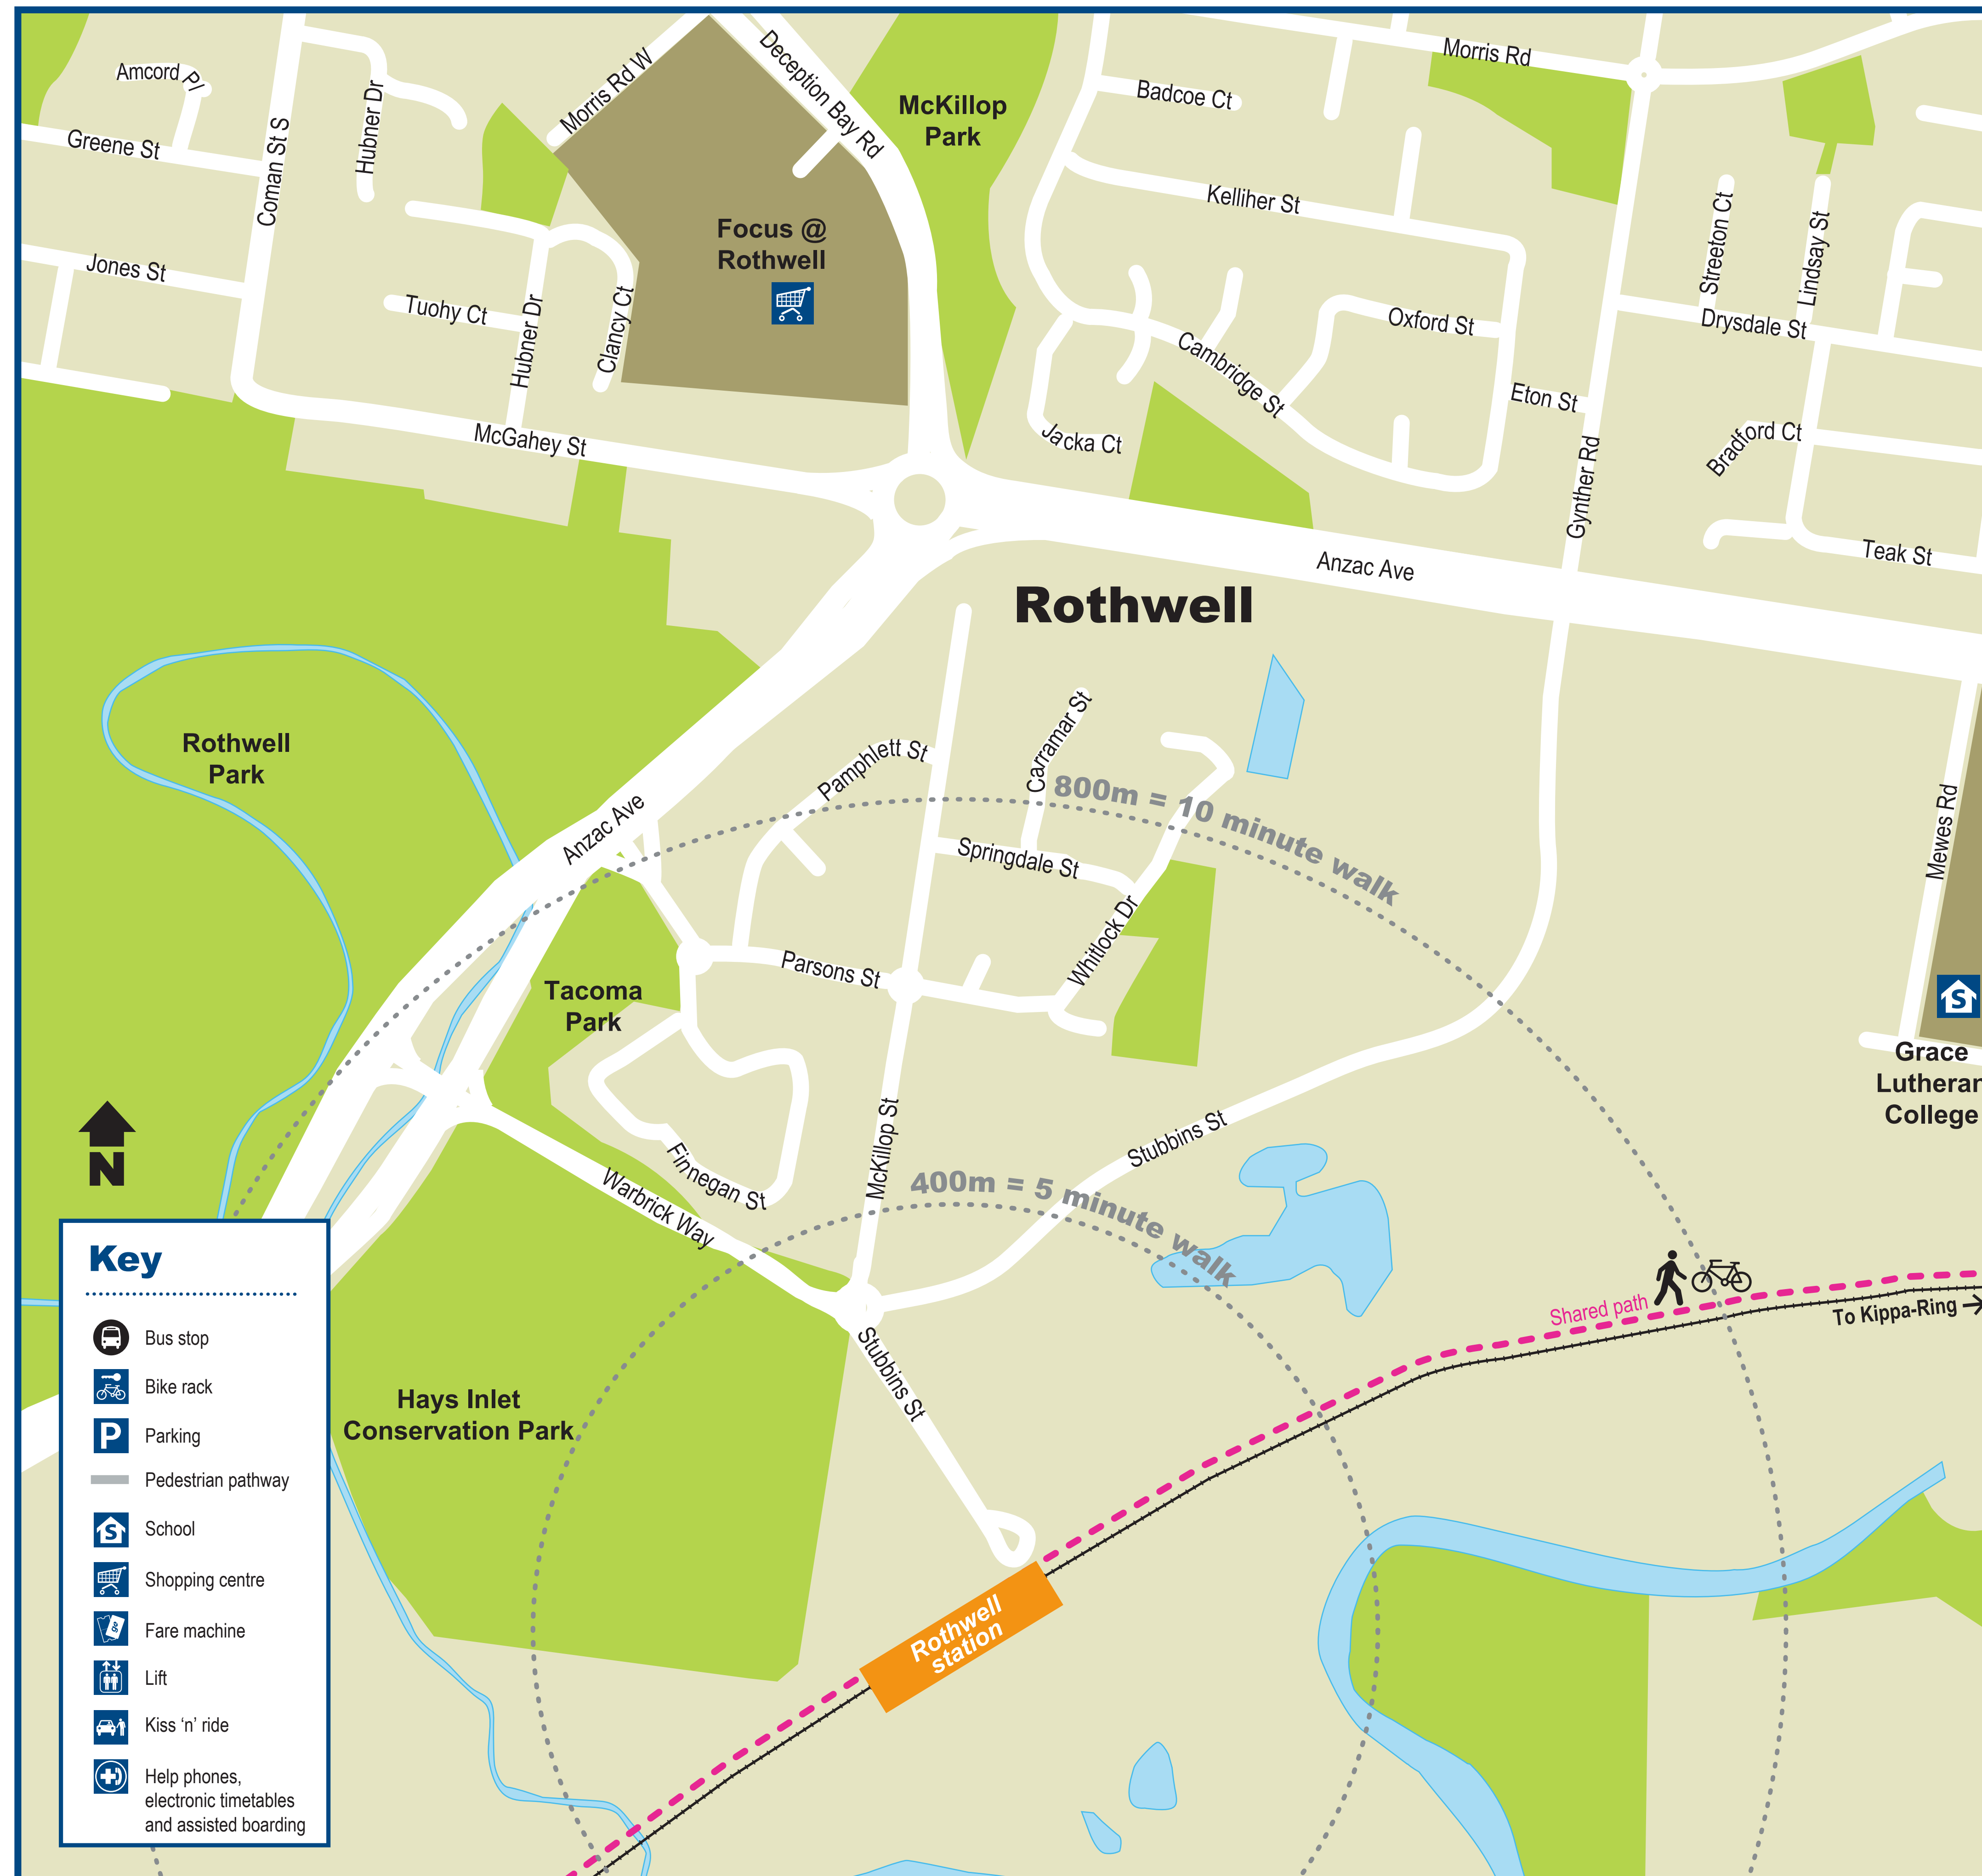 Amcord Pl
Greene St
Coman St S
Hubner Dr
Morris Rd W
Deception Bay Rd
McKillop
Park
Badcoe Ct
Morris Rd
Kelliher St
Jones St
Tuohy Ct
Hubner Dr
Clancy Ct
Focus @
Rothwell
Streeton Ct
Lindsay St
Drysdale St
Oxford St
Cambridge St
Eton St
Jacka Ct
Bradford Ct
McGahey St
Gynther Rd
Teak St
Anzac Ave
Rothwell
Rothwell
Park
Carramar St
Pamphlett St
800m = 10 minute walk
Anzac Ave
Springdale St
Mewes Rd
Whitlock Dr
Parsons St
Tacoma
Park
Grace
Lutheran
College
N
McKillop St
Stubbins St
Finnegan St
Warbrick Way
400m = 5 minute walk
Shared path
To Kippa-Ring
Stubbins St
Hays Inlet
Conservation Park
Rothwell
station
Key
Bus stop
Bike rack
P
Parking
Pedestrian pathway
S
School
Shopping centre
Fare machine
Lift
Kiss ‘n’ ride
Help phones,
electronic timetables
and assisted boarding
S